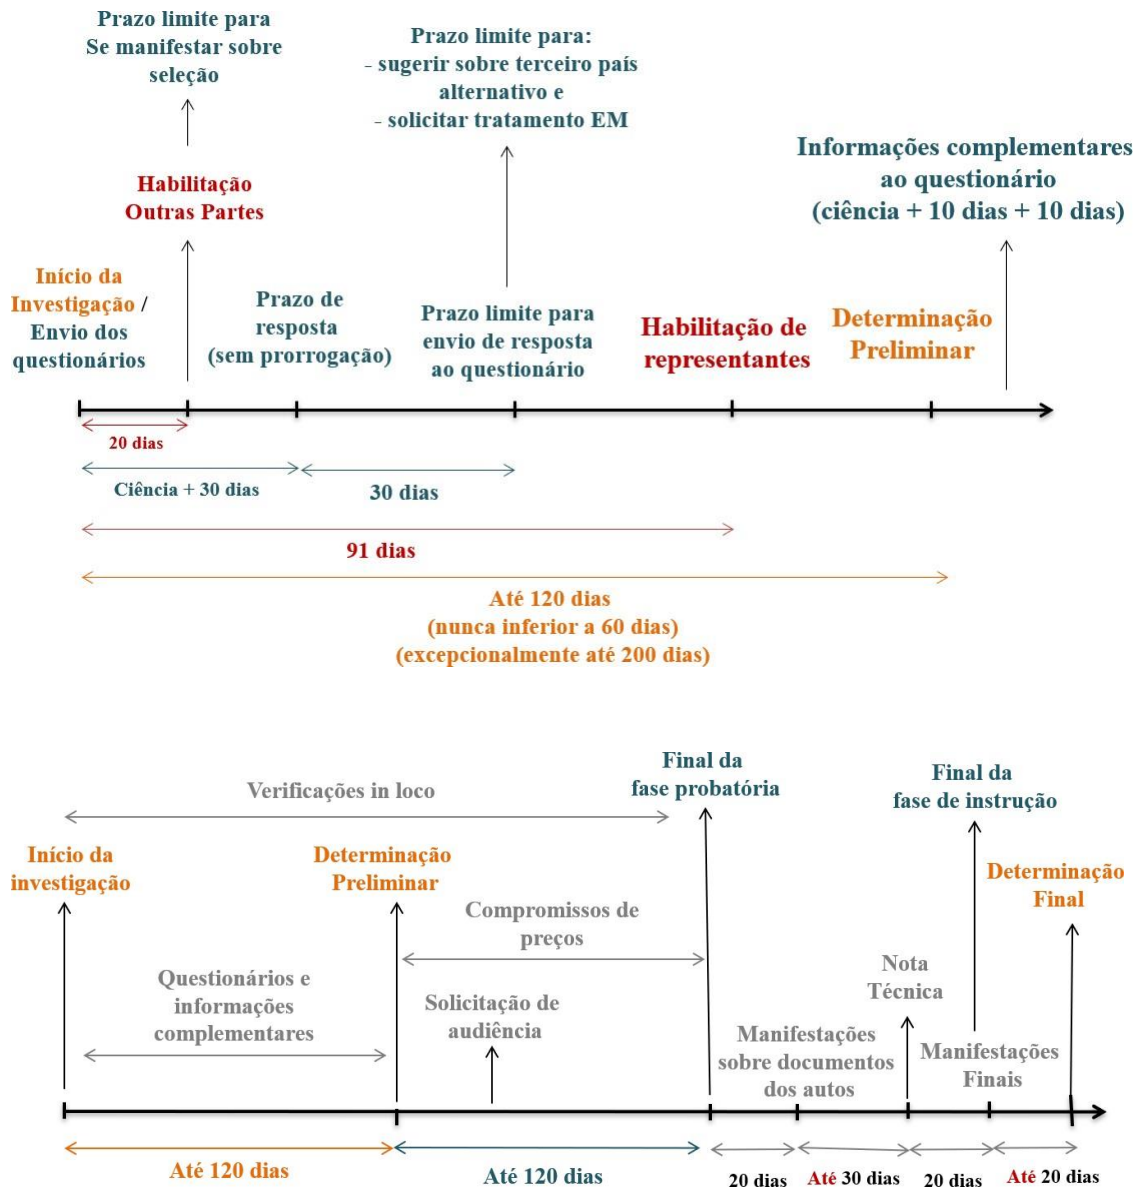 Prazo limite para
Se manifestar sobre
seleção
Prazo limite para:
- sugerir sobre terceiro país
alternativo e
- solicitar tratamento EM
Informações complementares
ao questionário
(ciência + 10 dias + 10 dias)
Habilitação
Outras Partes
Início da
Investigação /
Envio dos
questionários
Prazo de
resposta
(sem prorrogação)
Prazo limite para
envio de resposta
ao questionário
Habilitação de
representantes
Determinação
Preliminar
20 dias
Ciência + 30 dias
30 dias
91 dias
Até 120 dias
(nunca inferior a 60 dias)
(excepcionalmente até 200 dias)
Verificações in loco
Final da
fase probatória
Final da
fase de instrução
Início da
investigação
Determinação
Preliminar
Determinação
Final
Compromissos de
preços
Questionários e
informações
complementares
Solicitação de
audiência
Nota
Técnica
Manifestações
sobre documentos
dos autos
Manifestações
Finais
Até 120 dias
Até 120 dias
20 dias
Até 30 dias
20 dias
Até 20 dias